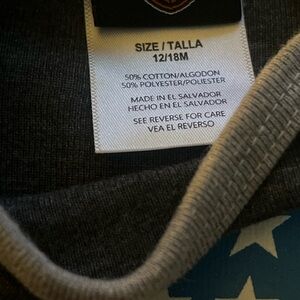 SIZE / TALLA
12/18M
50% COTTON/ALGODON
50% POLYESTER/POLIESTER
MADE IN EL SALVADOR
HECHO EN EL SALVADOR
SEE REVERSE FOR CARE
VEA EL REVERSO